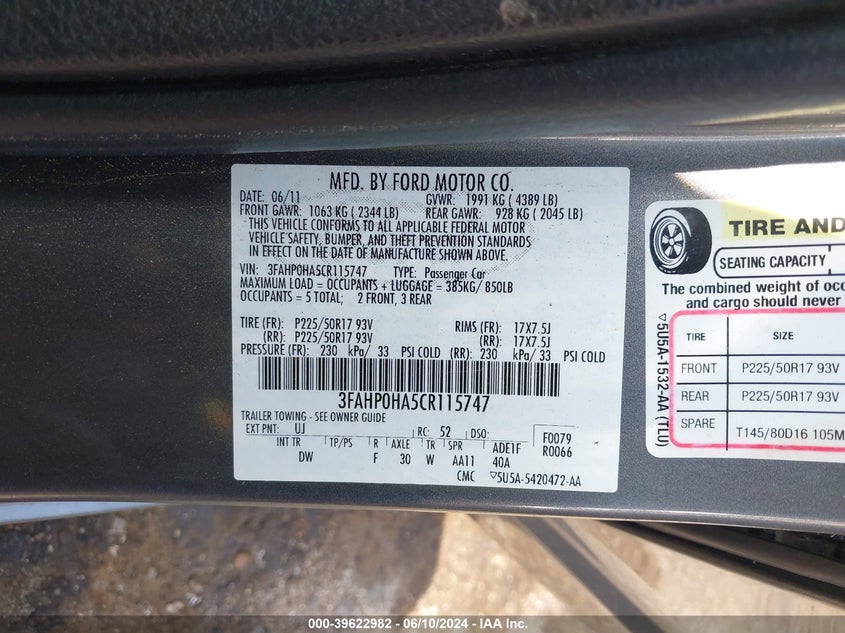 MFD. BY FORD MOTOR CO.
DATE: 06/11 GVWR: 1991 KG ( 4389 LB)
FRONT GAWR: 1063 KG ( 2344 LB) REAR GAWR: 928 KG ( 2045 LB)
THIS VEHICLE CONFORMS TO ALL APPLICABLE FEDERAL MOTOR
VEHICLE SAFETY, BUMPER, AND THEFT PREVENTION STANDARDS
IN EFFECT ON THE DATE OF MANUFACTURE SHOWN ABOVE.
VIN: 3FAHP0HA5CR115747 TYPE: Passenger Car
MAXIMUM LOAD = OCCUPANTS + LUGGAGE = 385KG/850LB
OCCUPANTS = 5 TOTAL; 2 FRONT, 3 REAR
TIRE (FR): P225/50R17 93V RIMS (FR): 17X7.5J
(RR): P225/50R17 93V (RR): 17X7.5J
PRESSURE (FR): 230 kPa/ 33 PSI COLD (RR): 230 kPa/ 33 PSI COLD
3FAHP0HA5CR115747
TRAILER TOWING - SEE OWNER GUIDE
EXT PNT: UJ RC: 52 DSO: F0079
R0066
INT TR TP/PS R AXLE TR SPR ADE1F
DW F 30 W AA11 40A
CMC ▽5U5A-5420472-AA
TIRE AND
SEATING CAPACITY
The combined weight of occ
and cargo should never
▽5U5A-1532-AA (TLU)
TIRE SIZE
FRONT P225/50R17 93V
REAR P225/50R17 93V
SPARE T145/80D16 105M
000-39622982 - 06/10/2024 - IAA Inc.